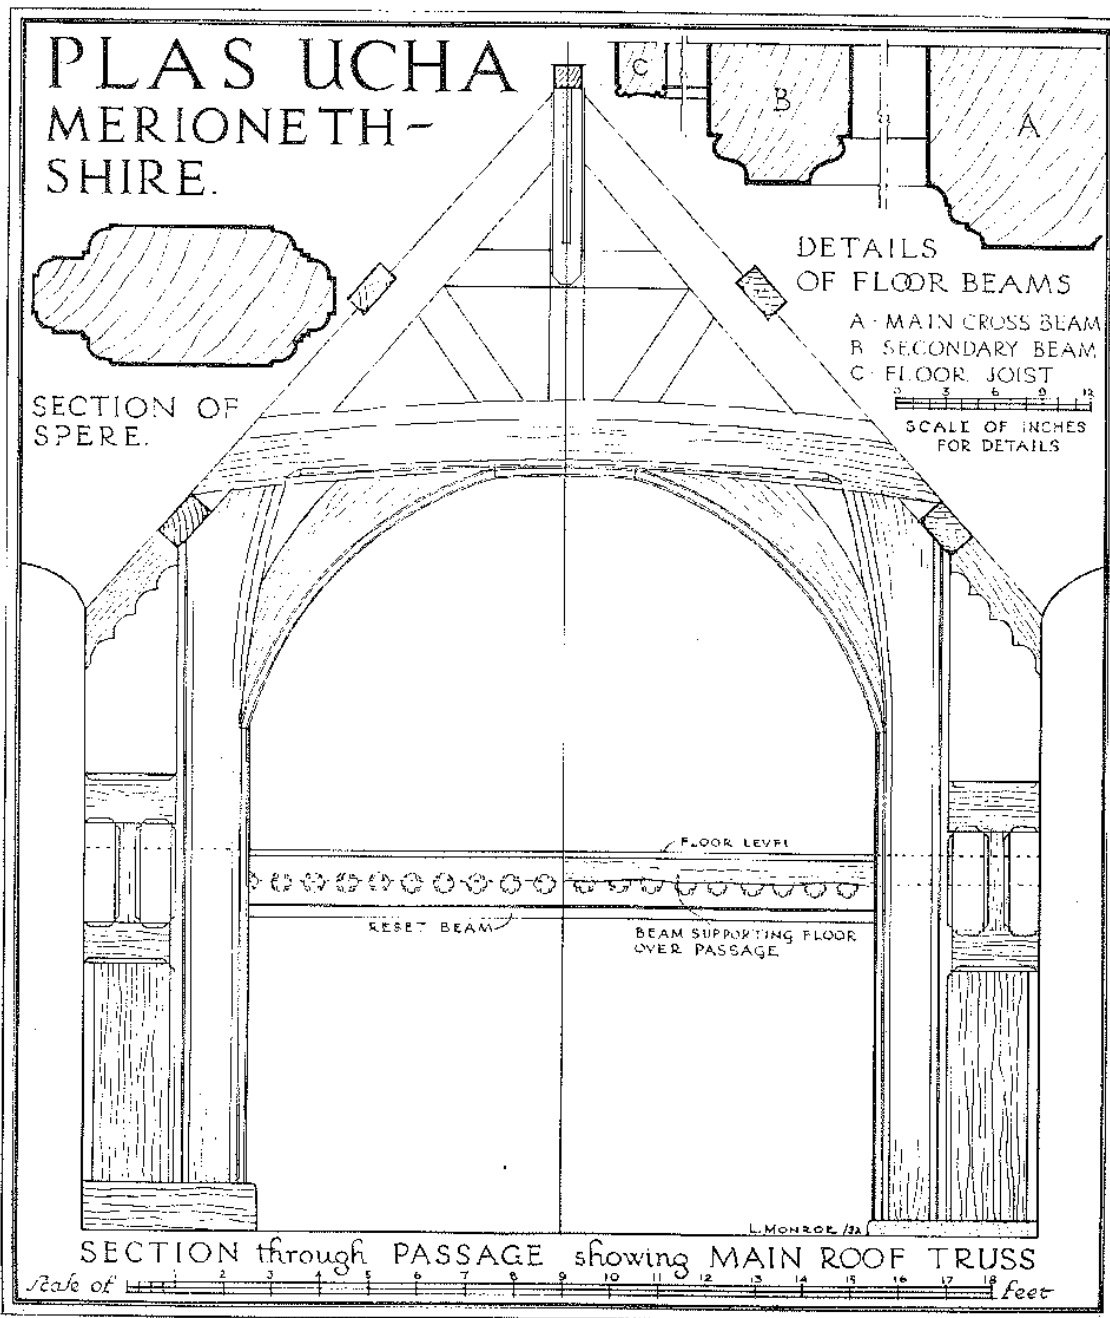 PLAS UCHA
MERIONETH-
SHIRE.
C
B
A
DETAILS
OF FLOOR BEAMS
A · MAIN CROSS BEAM
B SECONDARY BEAM
C · FLOOR JOIST
0 3 6 9 12
SCALE OF INCHES
FOR DETAILS
SECTION OF
SPERE.
FLOOR LEVEL
RESET BEAM
BEAM SUPPORTING FLOOR
OVER PASSAGE
L. MONROE /32
SECTION through PASSAGE showing MAIN ROOF TRUSS
Scale of 1 2 3 4 5 6 7 8 9 10 11 12 13 14 15 16 17 18 feet